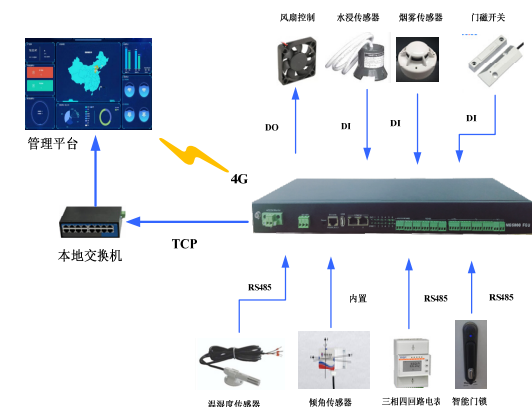 风扇控制 水浸传感器 烟雾传感器 门磁开关
DO DI DI DI
管理平台
4G
TCP
本地交换机
RS485 内置 RS485 RS485
温湿度传感器 倾角传感器 三相四回路电表 智能门锁